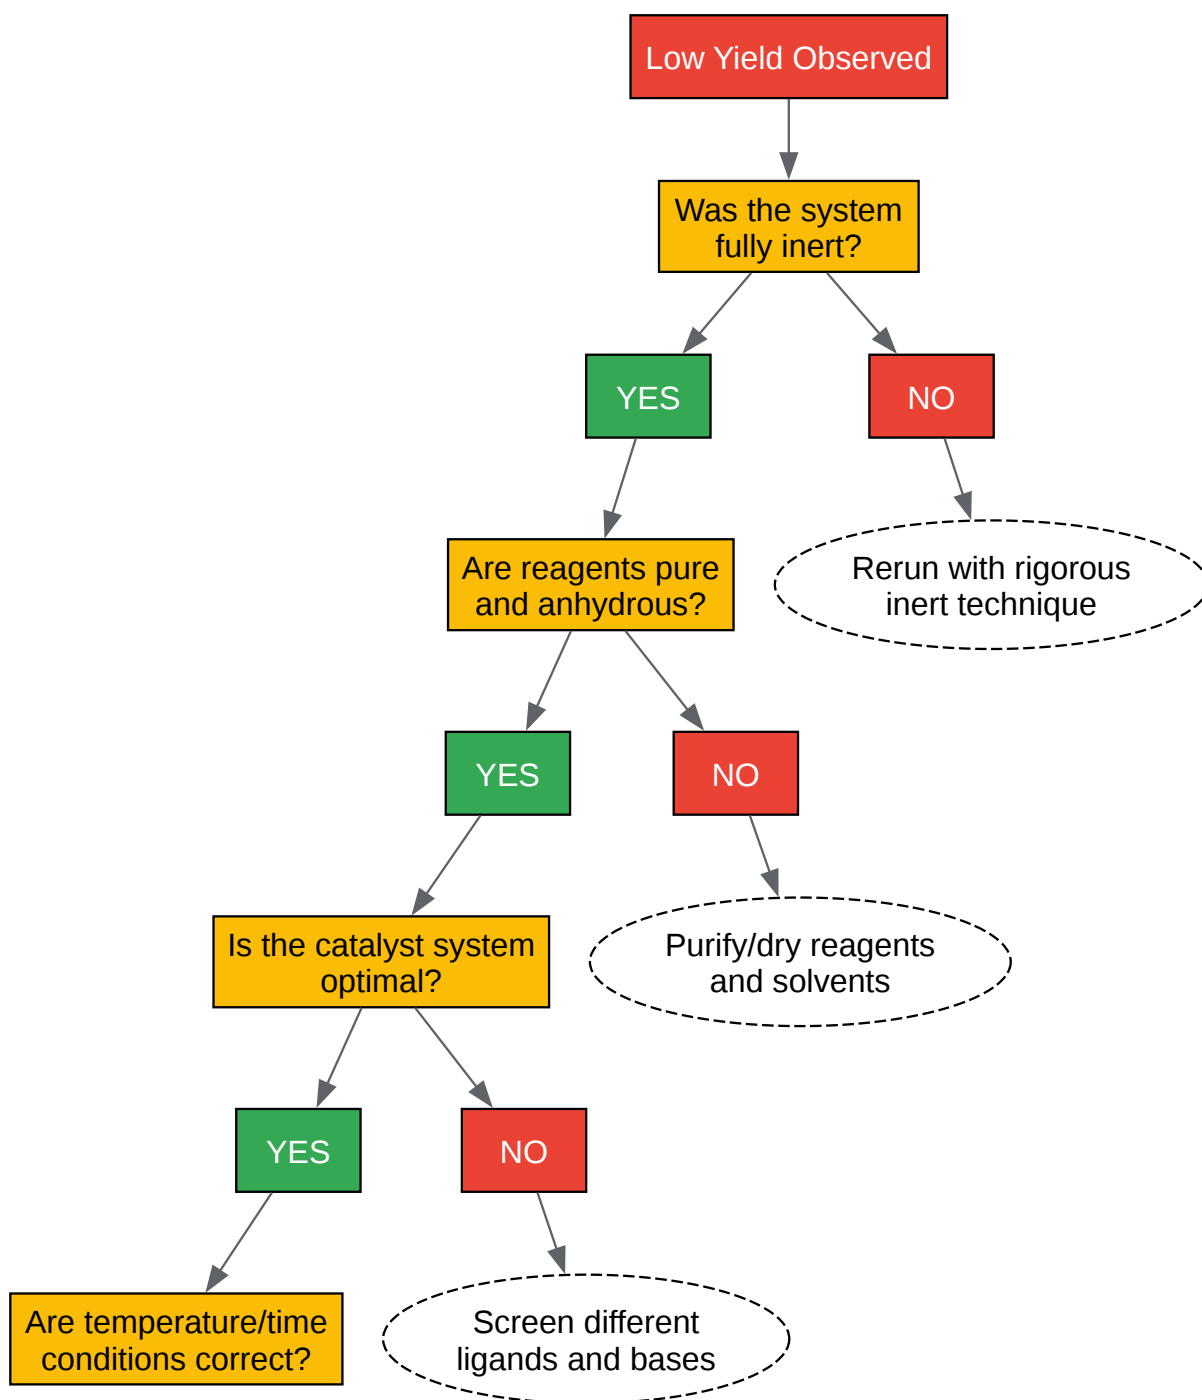 Low Yield Observed
Was the system
fully inert?
YES
NO
Are reagents pure
and anhydrous?
Rerun with rigorous
inert technique
YES
NO
Is the catalyst system
optimal?
Purify/dry reagents
and solvents
YES
NO
Are temperature/time
conditions correct?
Screen different
ligands and bases